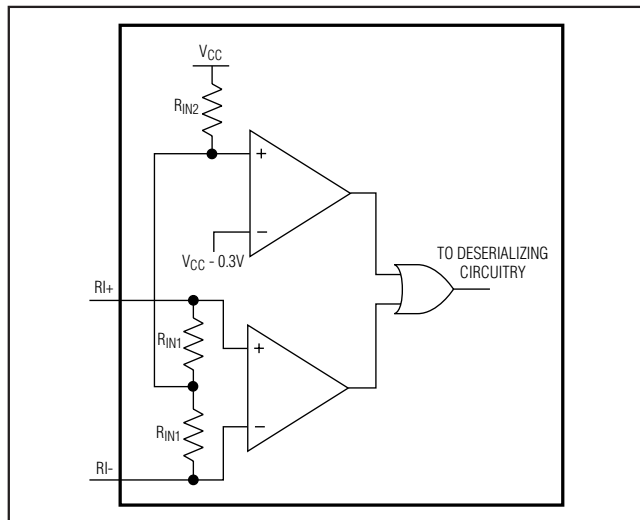 VCC
RIN2
+
−
VCC - 0.3V
TO DESERIALIZING
CIRCUITRY
RI+
RIN1
+
RIN1
−
RI-